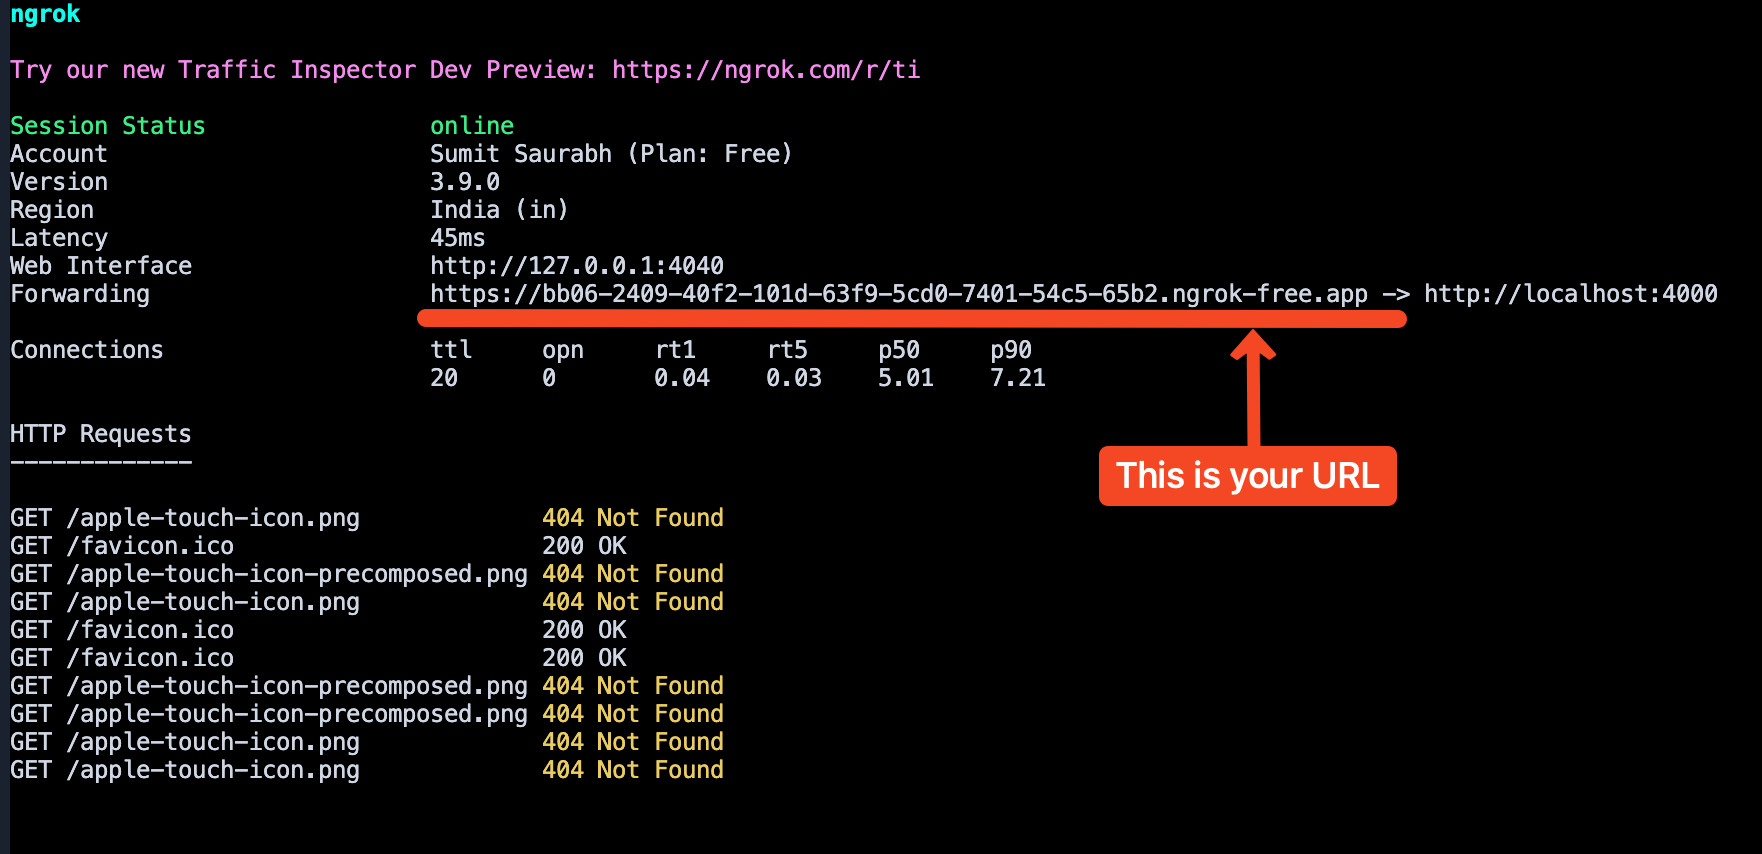 ngrok
Try our new Traffic Inspector Dev Preview: https://ngrok.com/r/ti
Session Status online
Account Sumit Saurabh (Plan: Free)
Version 3.9.0
Region India (in)
Latency 45ms
Web Interface http://127.0.0.1:4040
Forwarding https://bb06-2409-40f2-101d-63f9-5cd0-7401-54c5-65b2.ngrok-free.app -> http://localhost:4000
Connections ttl opn rt1 rt5 p50 p90
20 0 0.04 0.03 5.01 7.21
This is your URL
HTTP Requests
-------------
GET /apple-touch-icon.png 404 Not Found
GET /favicon.ico 200 OK
GET /apple-touch-icon-precomposed.png 404 Not Found
GET /apple-touch-icon.png 404 Not Found
GET /favicon.ico 200 OK
GET /favicon.ico 200 OK
GET /apple-touch-icon-precomposed.png 404 Not Found
GET /apple-touch-icon-precomposed.png 404 Not Found
GET /apple-touch-icon.png 404 Not Found
GET /apple-touch-icon.png 404 Not Found